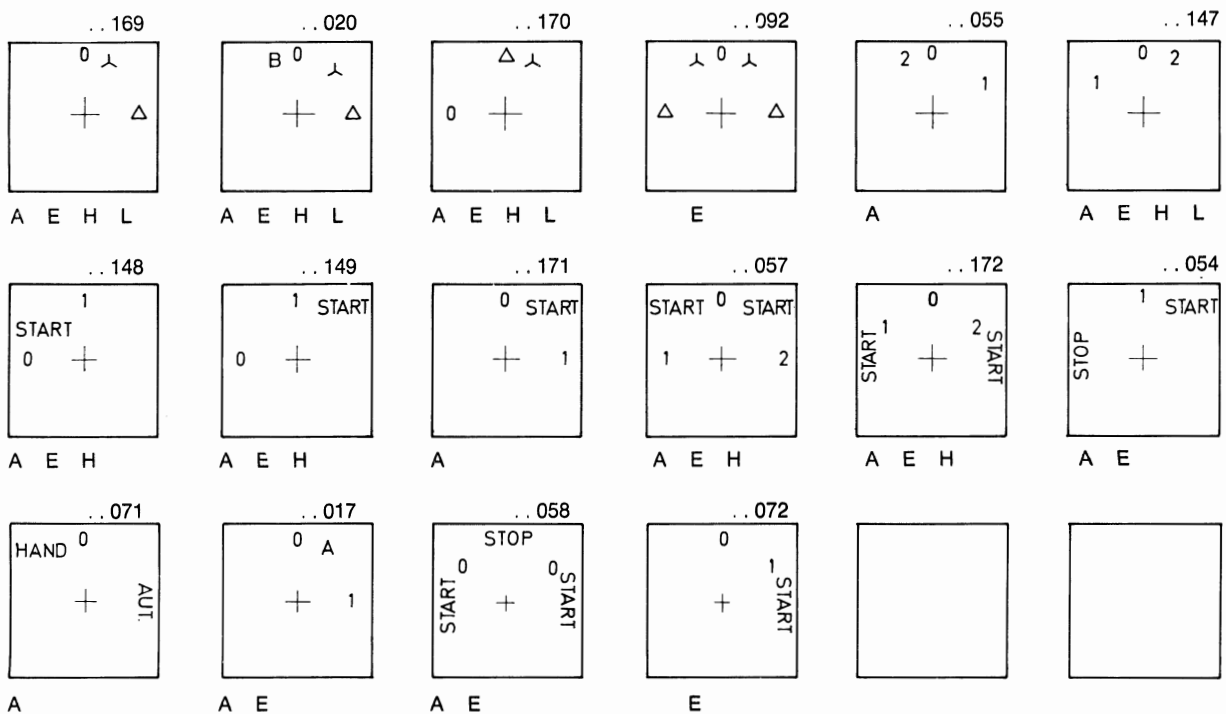 ..169 ..020 ..170 ..092 ..055 ..147
0 B 0 0 2 0 0 2
1 1
0
A E H L A E H L A E H L E A A E H L
..148 ..149 ..171 ..057 ..172 ..054
1 1 0 0 0 1
START START START START START START
START 1 2 START
0 0 1 1 2 STOP
A E H A E H A A E H A E H A E
..071 ..017 ..058 ..072
HAND 0 0 A STOP 0
0 0 1
AUT. 1 START START START
A A E A E E